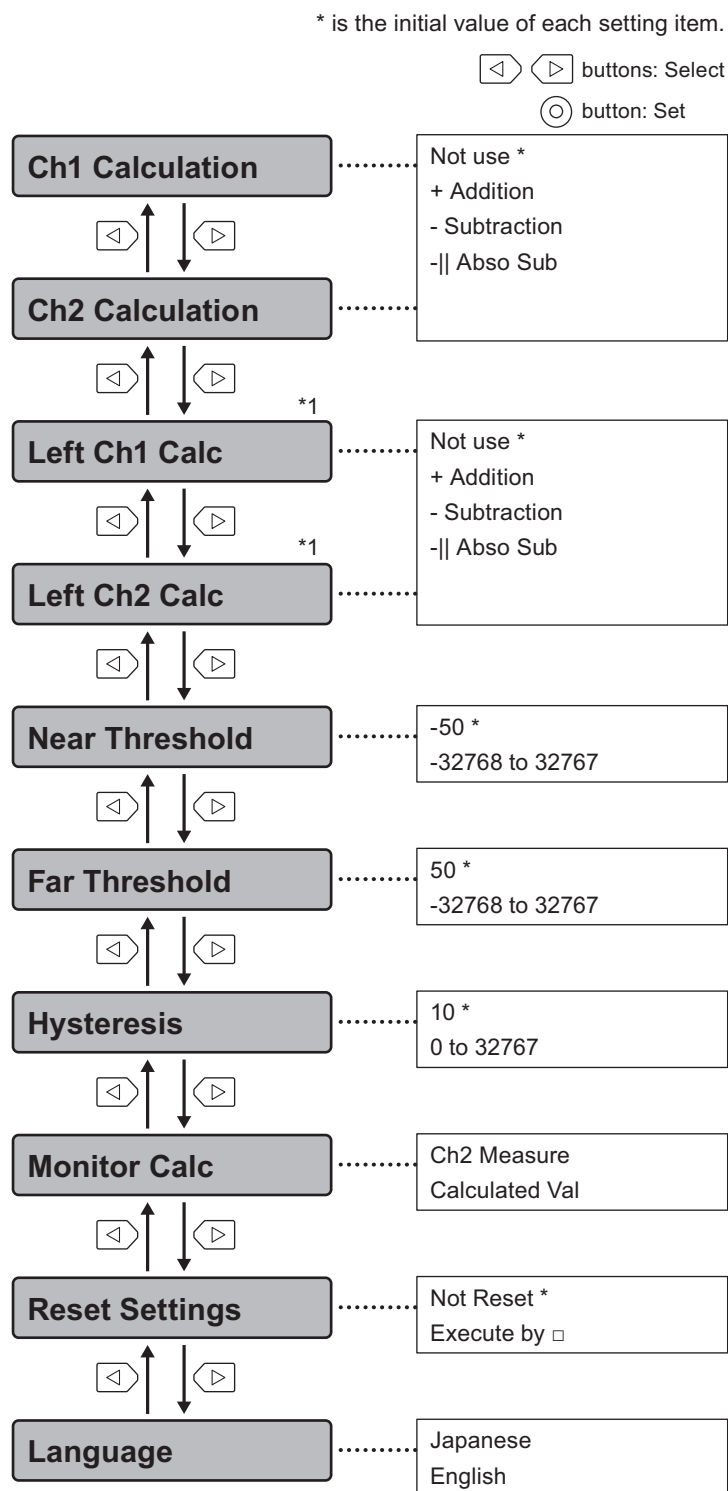 * is the initial value of each setting item.
buttons: Select
button: Set
Ch1 Calculation
Not use *
+ Addition
- Subtraction
-|| Abso Sub
Ch2 Calculation
*1
Left Ch1 Calc
Not use *
+ Addition
- Subtraction
-|| Abso Sub
*1
Left Ch2 Calc
Near Threshold
-50 *
-32768 to 32767
Far Threshold
50 *
-32768 to 32767
Hysteresis
10 *
0 to 32767
Monitor Calc
Ch2 Measure
Calculated Val
Reset Settings
Not Reset *
Execute by □
Language
Japanese
English